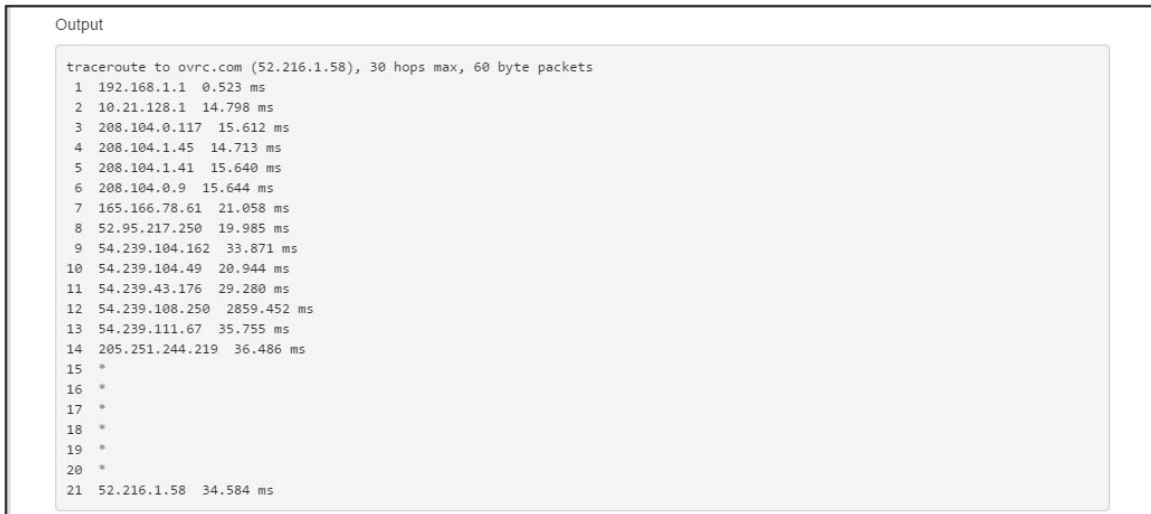 Output
traceroute to ovrc.com (52.216.1.58), 30 hops max, 60 byte packets
1 192.168.1.1 0.523 ms
2 10.21.128.1 14.798 ms
3 208.104.0.117 15.612 ms
4 208.104.1.45 14.713 ms
5 208.104.1.41 15.640 ms
6 208.104.0.9 15.644 ms
7 165.166.78.61 21.058 ms
8 52.95.217.250 19.985 ms
9 54.239.104.162 33.871 ms
10 54.239.104.49 20.944 ms
11 54.239.43.176 29.280 ms
12 54.239.108.250 2859.452 ms
13 54.239.111.67 35.755 ms
14 205.251.244.219 36.486 ms
15 *
16 *
17 *
18 *
19 *
20 *
21 52.216.1.58 34.584 ms